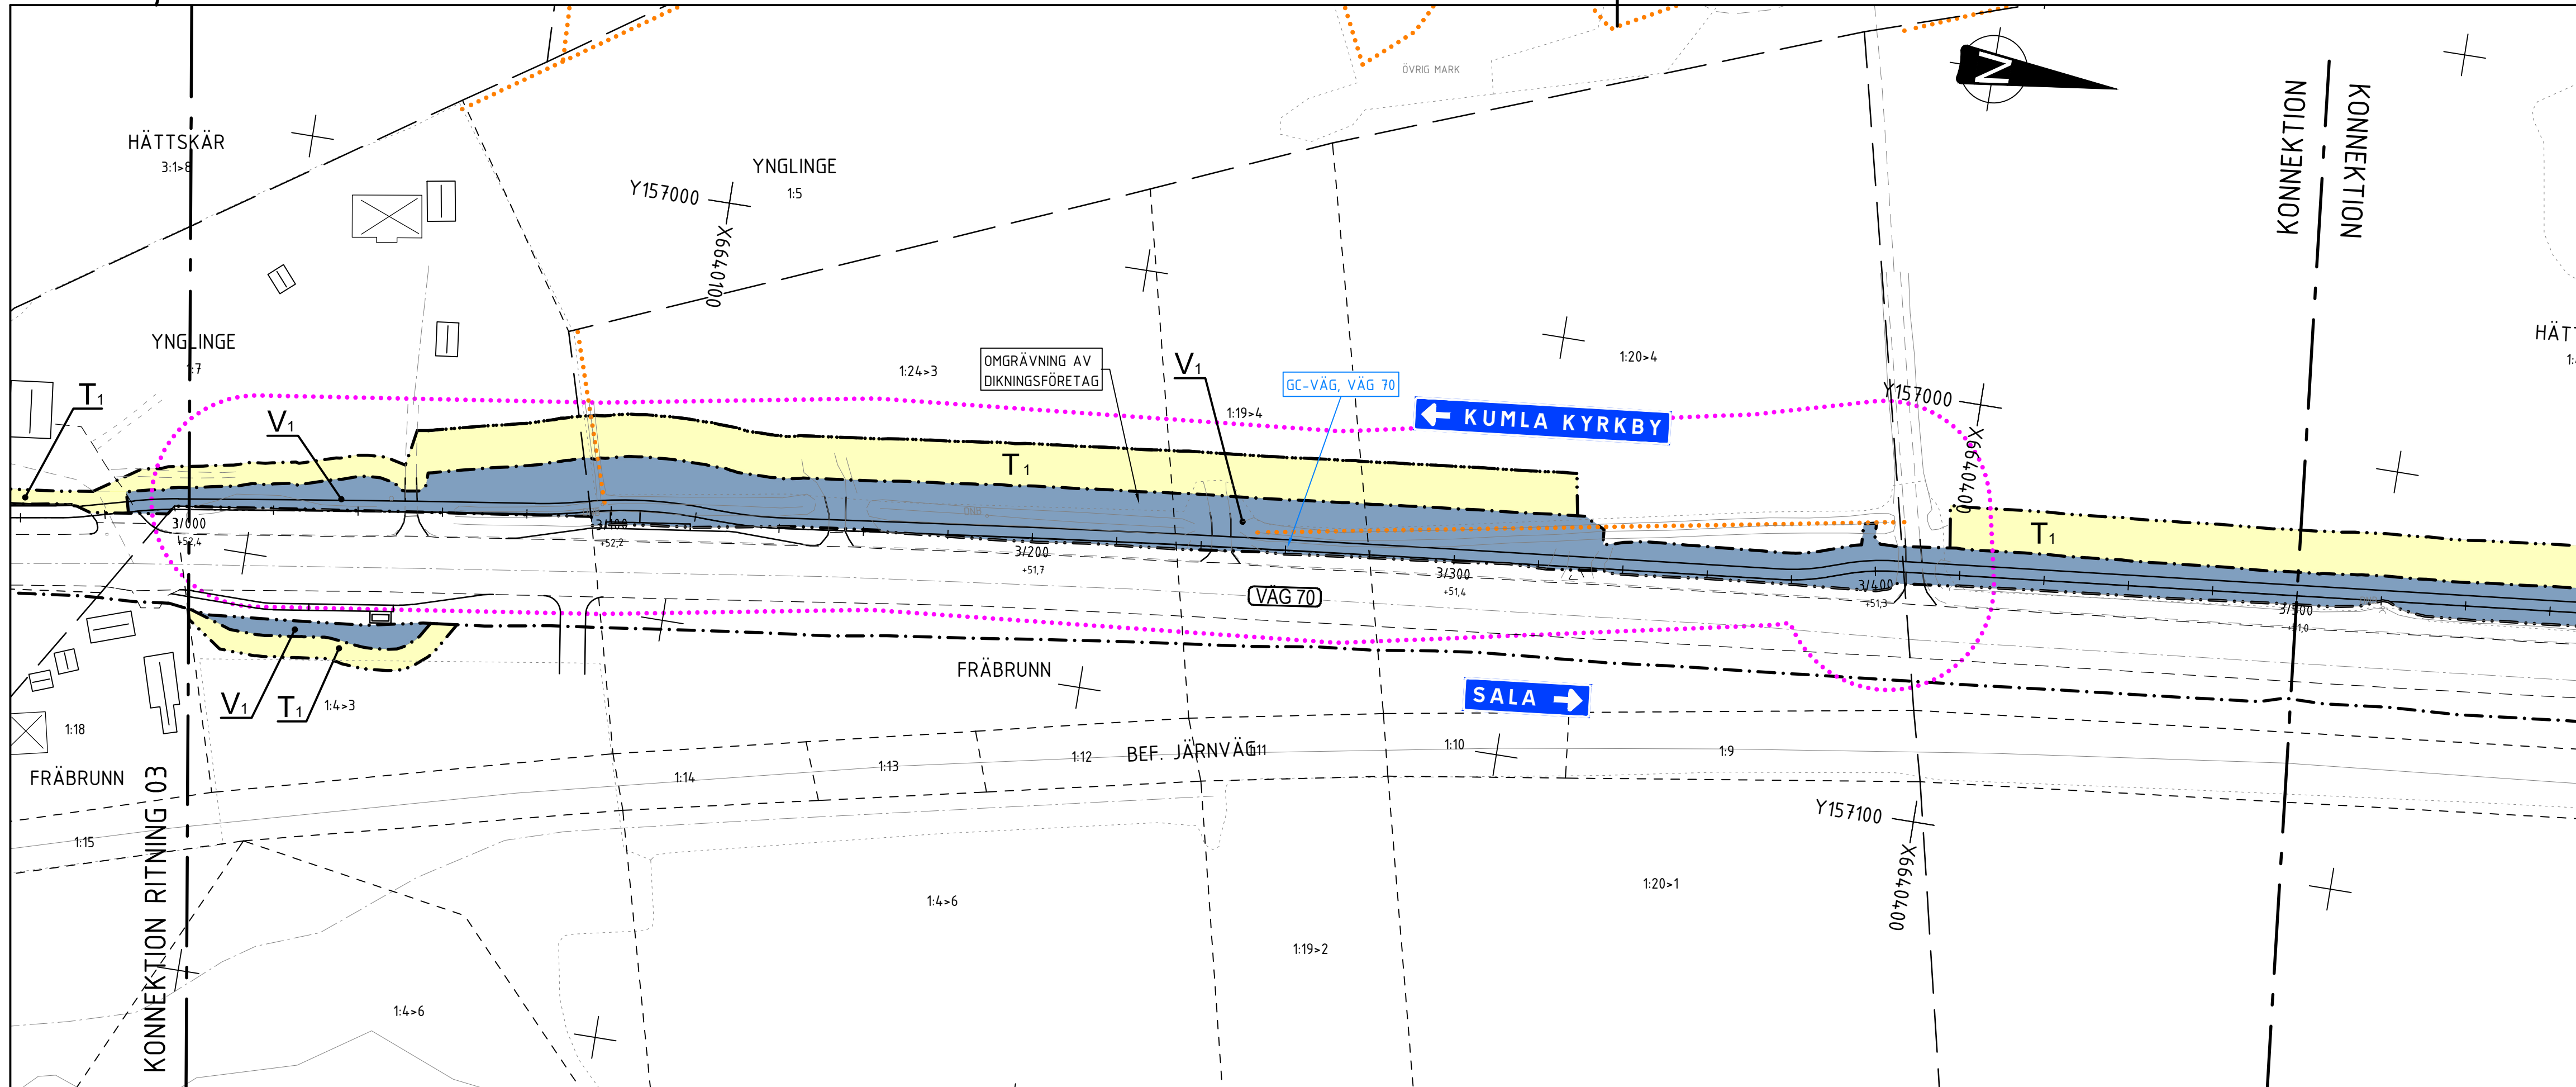 ÖVRIG MARK
N
KONNEKTION
KONNEKTION
HÄTTSKÄR
3:1>8
YNGLINGE
1:5
Y157000
X6640100
YNGLINGE
1:7
T1
V1
1:24>3
OMGRÄVNING AV
DIKNINGSFÖRETAG
V1
1:19>4
GC-VÄG, VÄG 70
1:20>4
KUMLA KYRKBY
Y157000
X6640400
HÄTT
1:
T1
T1
3/000
+52,4
3/100
+52,2
3/200
+51,7
3/300
+51,4
3/400
+51,3
3/500
+51,0
VÄG 70
FRÄBRUNN
SALA
V1
T1
1:4>3
1:18
FRÄBRUNN
1:15
1:14
1:13
1:12
BEF. JÄRNVÄG
1:11
1:10
1:9
Y157100
X6640400
KONNEKTION RITNING 03
1:4>6
1:4>6
1:19>2
1:20>1